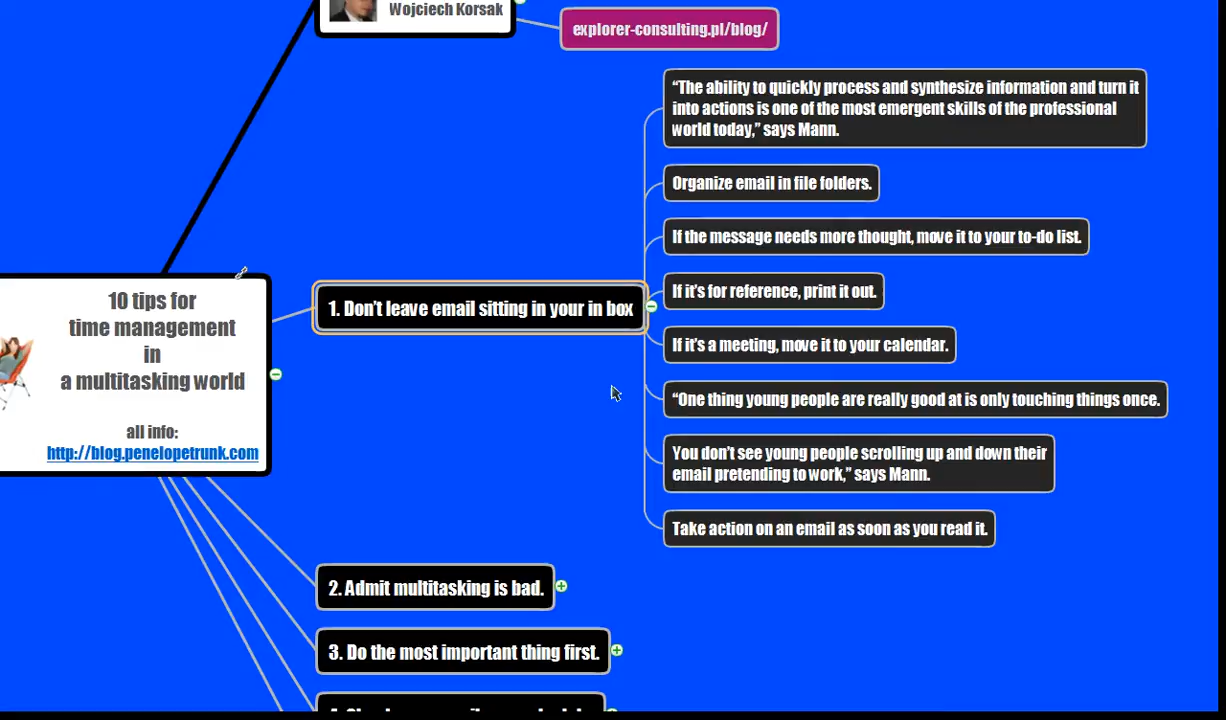 Wojciech Korsak
explorer-consulting.pl/blog/
“The ability to quickly process and synthesize information and turn it
into actions is one of the most emergent skills of the professional
world today,” says Mann.
Organize email in file folders.
If the message needs more thought, move it to your to-do list.
If it's for reference, print it out.
If it's a meeting, move it to your calendar.
“One thing young people are really good at is only touching things once.
You don't see young people scrolling up and down their
email pretending to work,” says Mann.
Take action on an email as soon as you read it.
1. Don't leave email sitting in your in box
10 tips for
time management
in
a multitasking world
all info:
http://blog.penelopetrunk.com
2. Admit multitasking is bad.
3. Do the most important thing first.